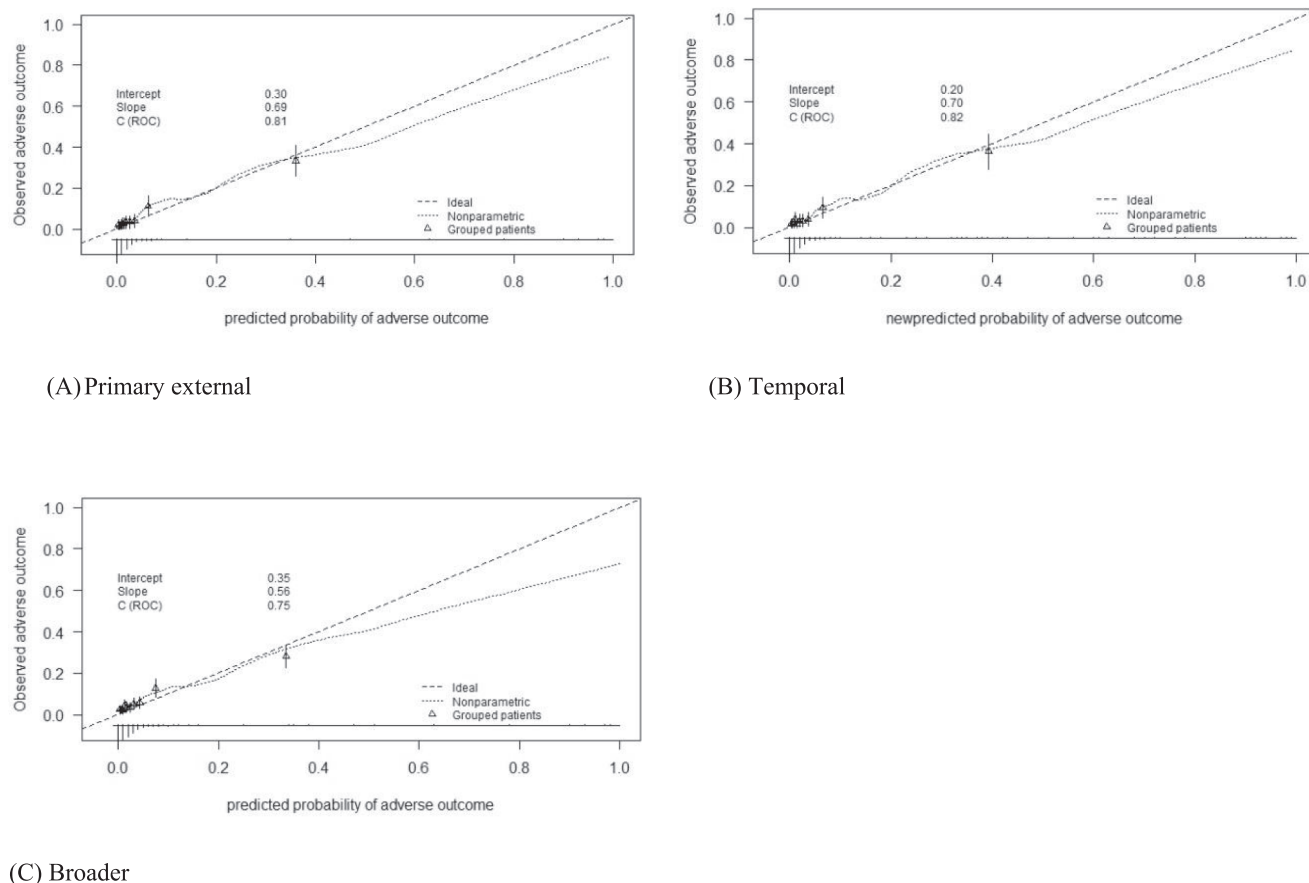 1.0
0.8
0.6
0.4
0.2
0.0
Observed adverse outcome
Intercept 0.30
Slope 0.69
C (ROC) 0.81
Ideal
Nonparametric
Grouped patients
0.0 0.2 0.4 0.6 0.8 1.0
predicted probability of adverse outcome
(A) Primary external
1.0
0.8
0.6
0.4
0.2
0.0
Observed adverse outcome
Intercept 0.20
Slope 0.70
C (ROC) 0.82
Ideal
Nonparametric
Grouped patients
0.0 0.2 0.4 0.6 0.8 1.0
newpredicted probability of adverse outcome
(B) Temporal
1.0
0.8
0.6
0.4
0.2
0.0
Observed adverse outcome
Intercept 0.35
Slope 0.56
C (ROC) 0.75
Ideal
Nonparametric
Grouped patients
0.0 0.2 0.4 0.6 0.8 1.0
predicted probability of adverse outcome
(C) Broader